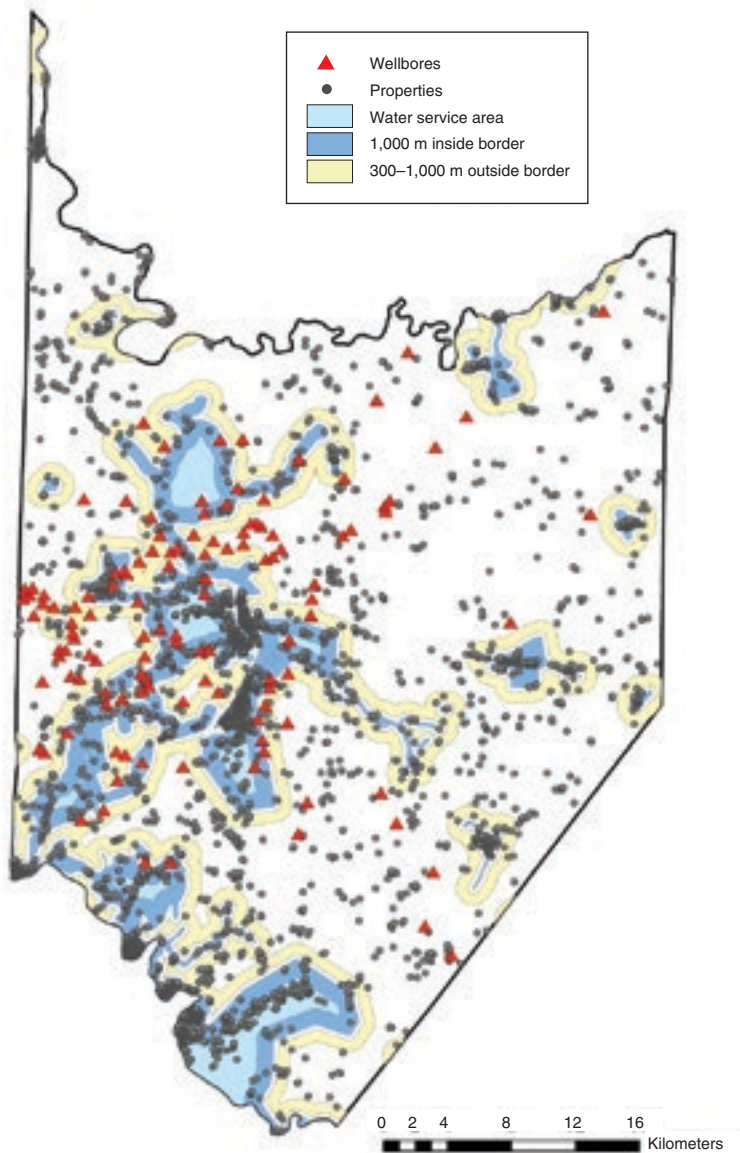 Wellbores
Properties
Water service area
1,000 m inside border
300–1,000 m outside border
0 2 4 8 12 16
Kilometers